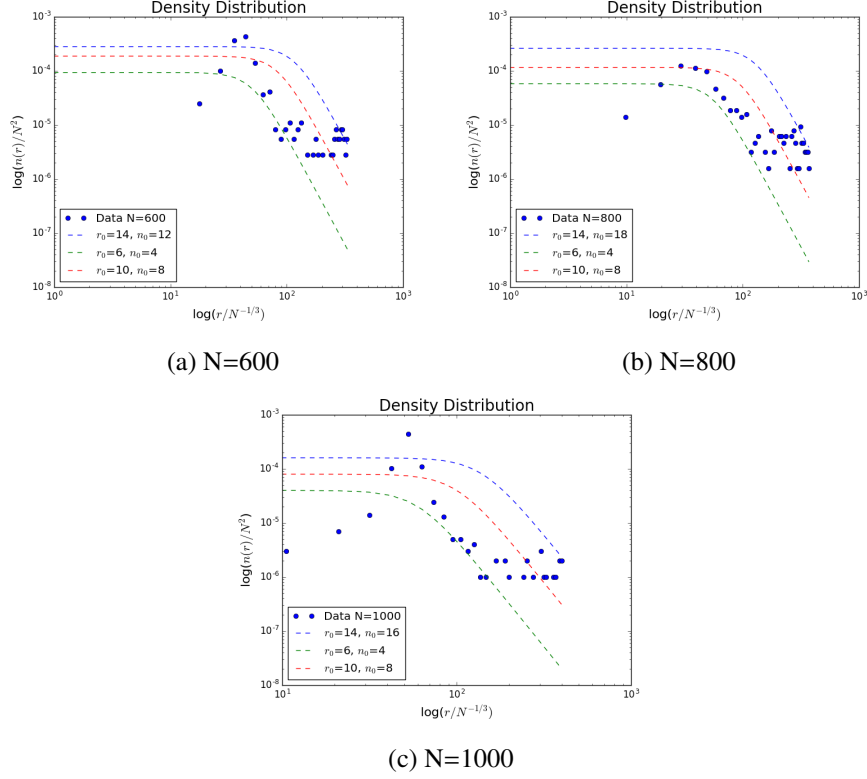 Density Distribution
10^-3
10^-4
10^-5
10^-6
10^-7
10^-8
log(n(r)/N^2)
Data N=600
r_0=14, n_0=12
r_0=6, n_0=4
r_0=10, n_0=8
10^0
10^1
10^2
10^3
log(r/N^-1/3)
(a) N=600
Density Distribution
10^-3
10^-4
10^-5
10^-6
10^-7
10^-8
log(n(r)/N^2)
Data N=800
r_0=14, n_0=18
r_0=6, n_0=4
r_0=10, n_0=8
10^0
10^1
10^2
10^3
log(r/N^-1/3)
(b) N=800
Density Distribution
10^-3
10^-4
10^-5
10^-6
10^-7
10^-8
log(n(r)/N^2)
Data N=1000
r_0=14, n_0=16
r_0=6, n_0=4
r_0=10, n_0=8
10^1
10^2
10^3
log(r/N^-1/3)
(c) N=1000